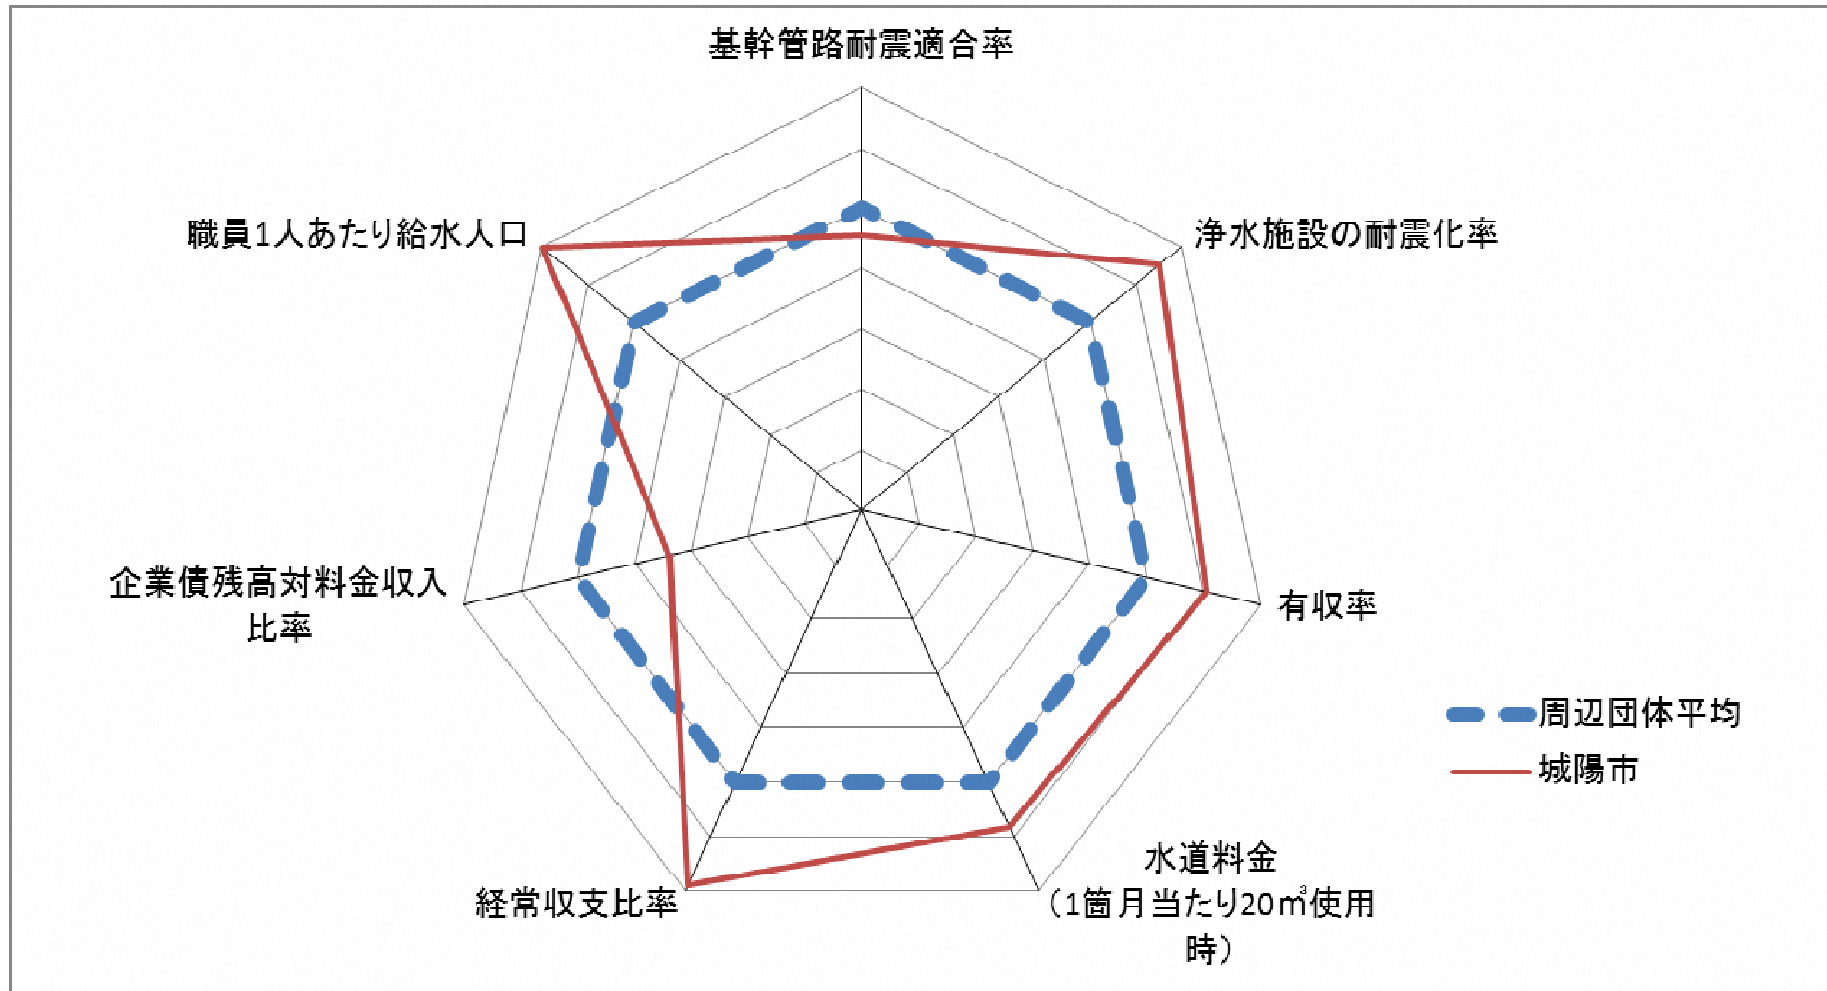 基幹管路耐震適合率
職員1人あたり給水人口
浄水施設の耐震化率
企業債残高対料金収入
比率
有収率
周辺団体平均
城陽市
水道料金
（1箇月当たり20㎥使用
時）
経常収支比率